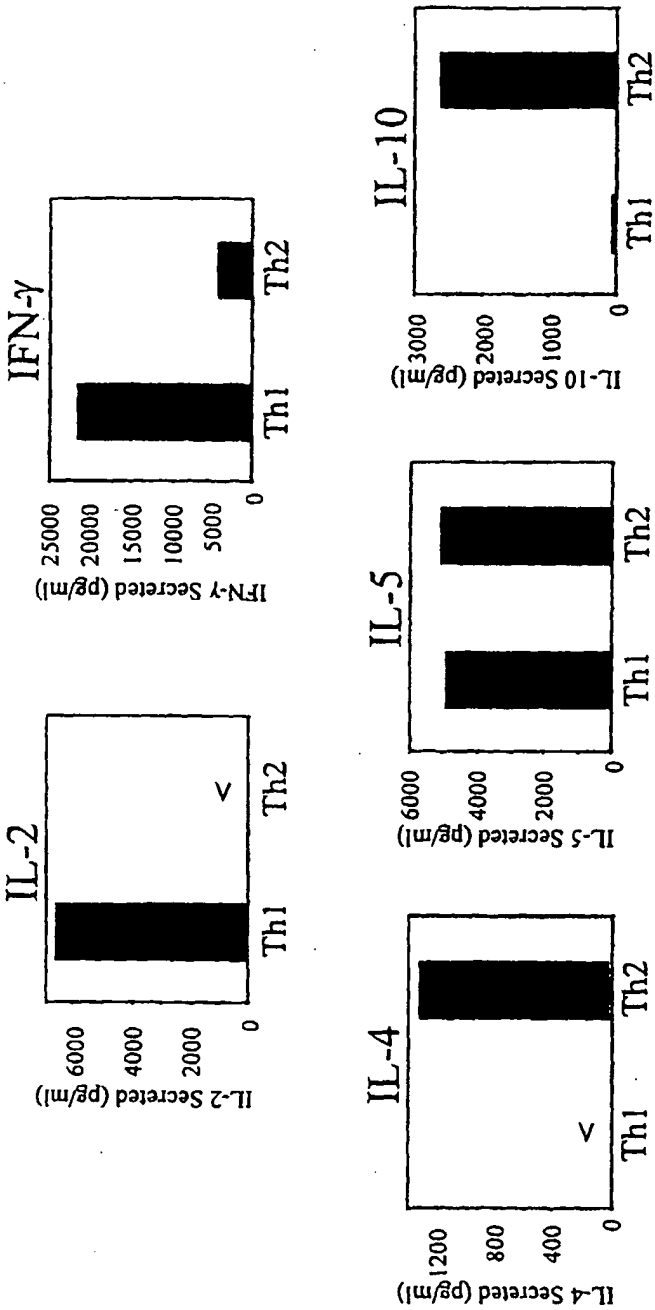 IL-2
IL-2 Secreted (pg/ml)
6000
4000
2000
0
Th1 Th2
<
IFN-γ
IFN-γ Secreted (pg/ml)
25000
20000
15000
10000
5000
0
Th1 Th2
IL-4
IL-4 Secreted (pg/ml)
1200
800
400
0
Th1 Th2
<
IL-5
IL-5 Secreted (pg/ml)
6000
4000
2000
0
Th1 Th2
IL-10
IL-10 Secreted (pg/ml)
3000
2000
1000
0
Th1 Th2